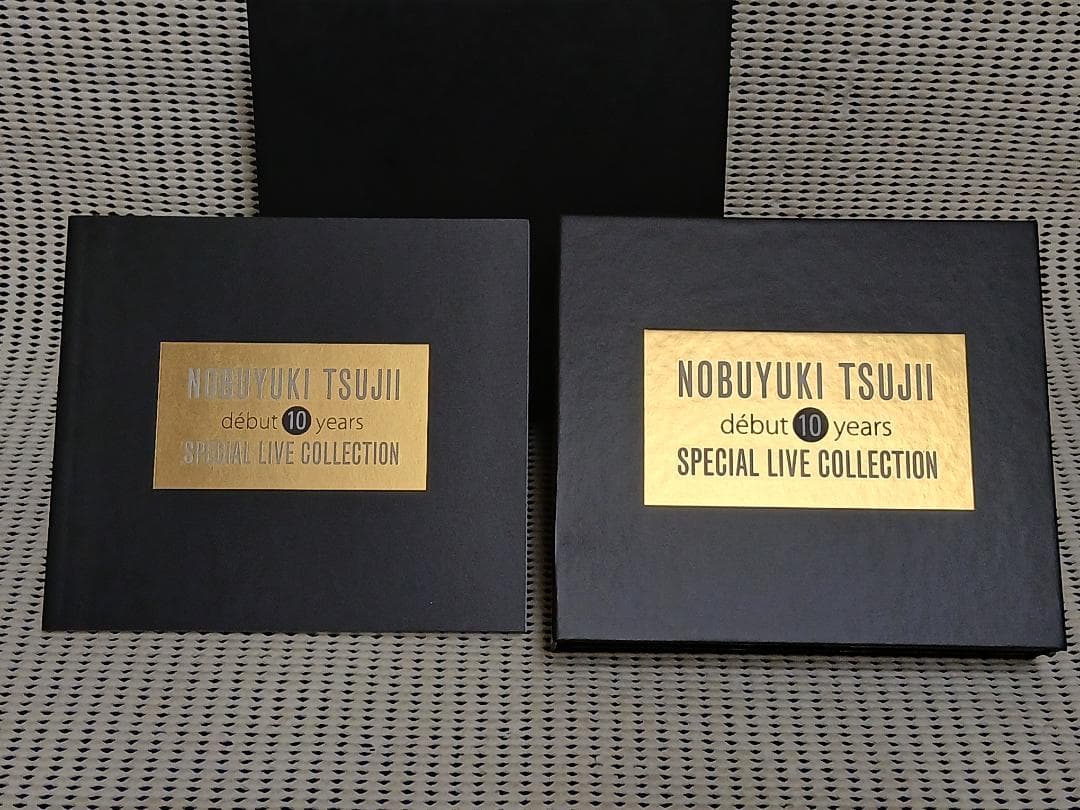 NOBUYUKI TSUJII
début 10 years
SPECIAL LIVE COLLECTION
NOBUYUKI TSUJII
début 10 years
SPECIAL LIVE COLLECTION